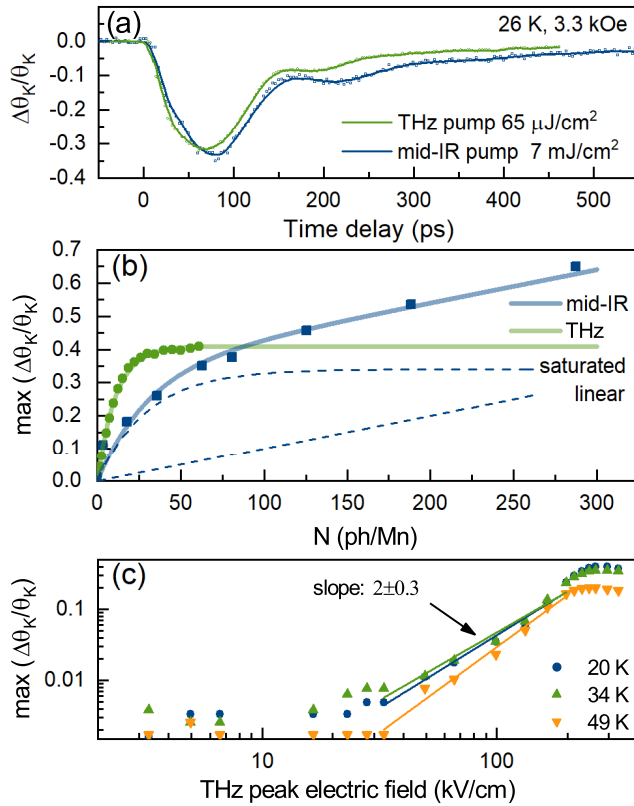 (a)
26 K, 3.3 kOe
0.0
-0.1
-0.2
-0.3
-0.4
Δθ_K/θ_K
THz pump 65 μJ/cm²
mid-IR pump 7 mJ/cm²
0 100 200 300 400 500
Time delay (ps)
(b)
0.7
0.6
0.5
0.4
0.3
0.2
0.1
0.0
max (Δθ_K/θ_K)
mid-IR
THz
saturated
linear
0 50 100 150 200 250 300
N (ph/Mn)
(c)
slope: 2±0.3
0.1
0.01
max (Δθ_K/θ_K)
20 K
34 K
49 K
10 100
THz peak electric field (kV/cm)